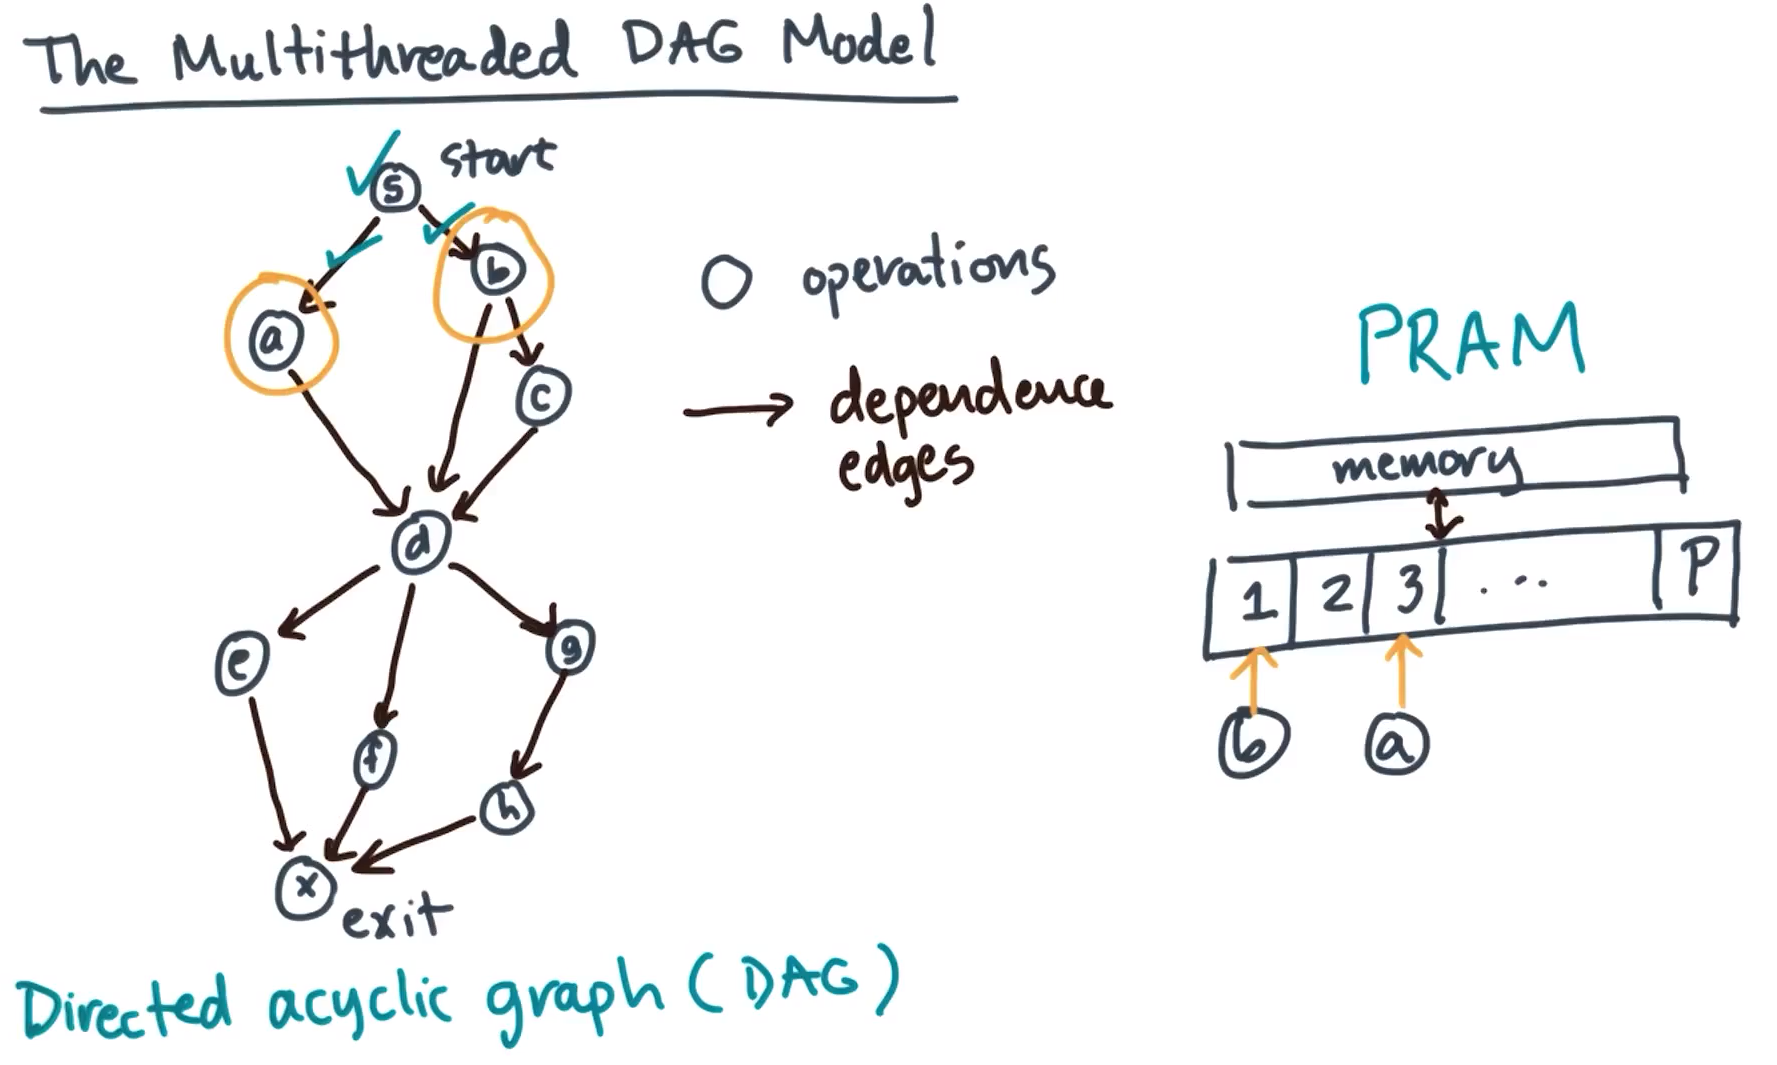 The Multithreaded DAG Model
s start
b
a
c
d
e
g
f
h
x exit
operations
dependence
edges
PRAM
memory
1 2 3 ... P
b a
Directed acyclic graph (DAG)